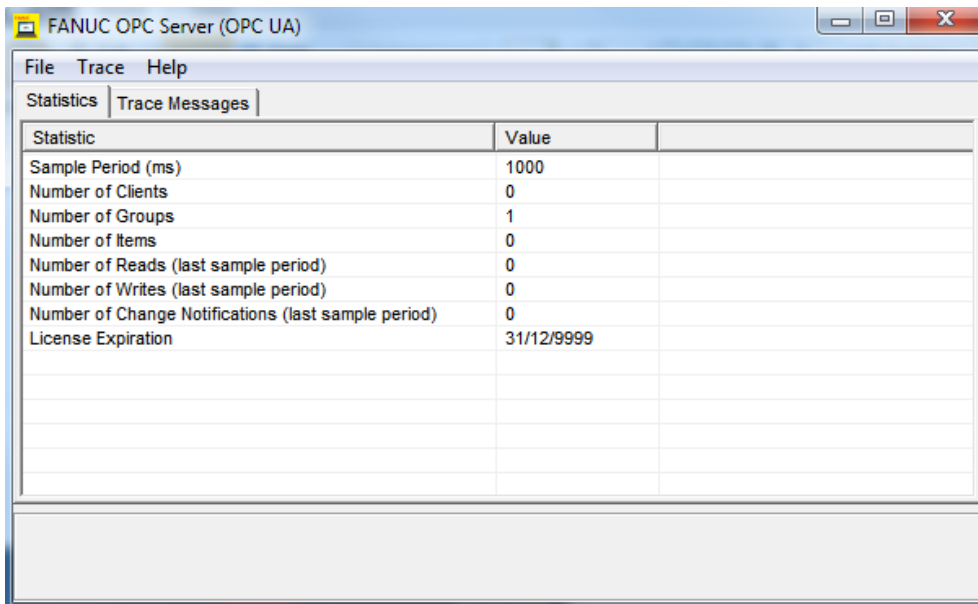 FANUC OPC Server (OPC UA)
File Trace Help
Statistics Trace Messages
Statistic Value
Sample Period (ms) 1000
Number of Clients 0
Number of Groups 1
Number of Items 0
Number of Reads (last sample period) 0
Number of Writes (last sample period) 0
Number of Change Notifications (last sample period) 0
License Expiration 31/12/9999